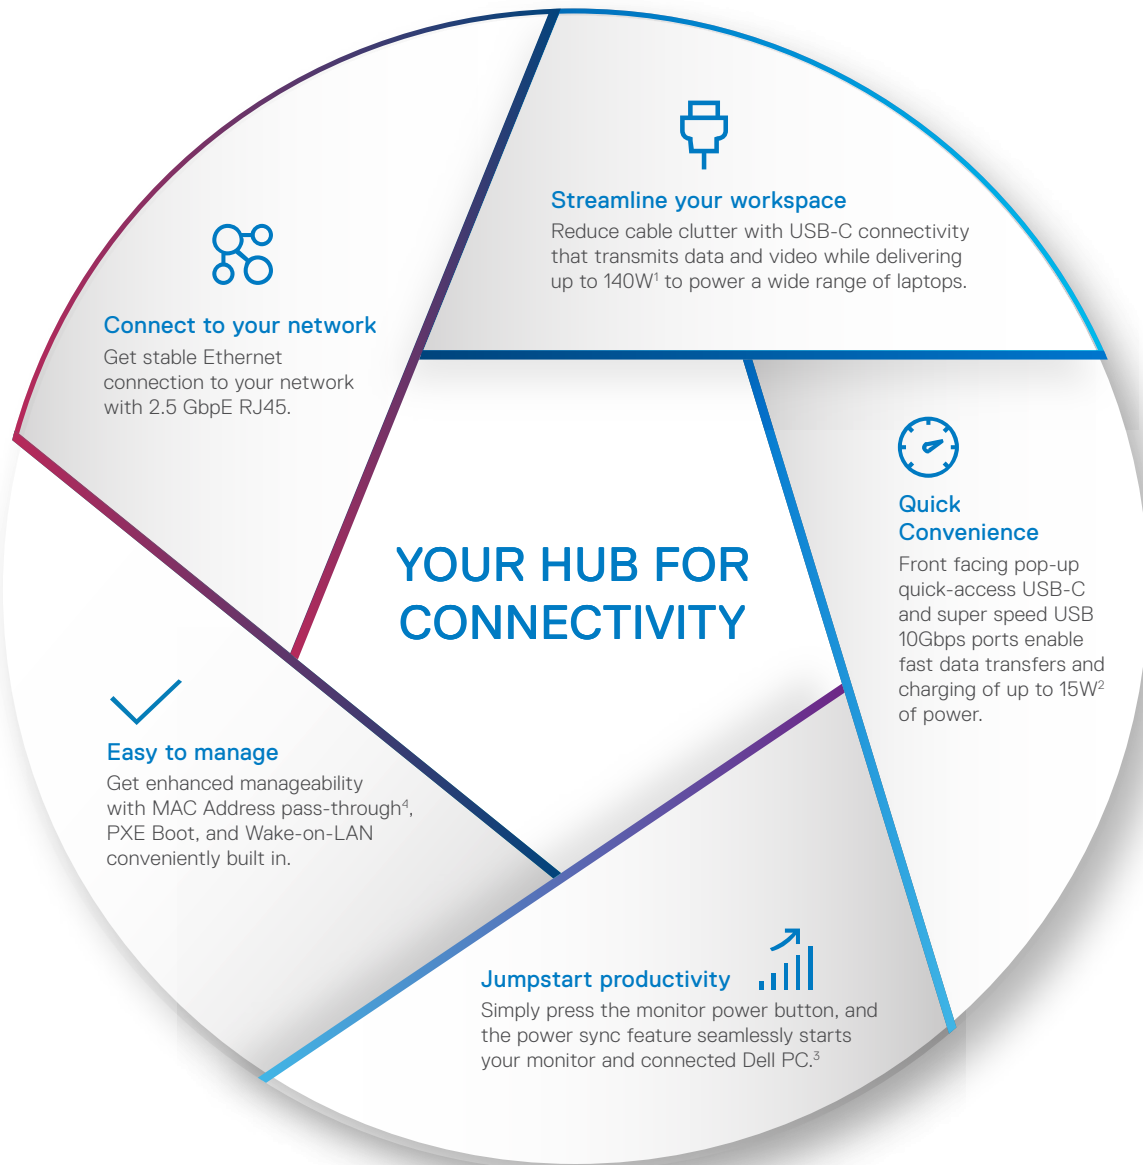 Streamline your workspace
Reduce cable clutter with USB-C connectivity
that transmits data and video while delivering
up to 140W¹ to power a wide range of laptops.
Connect to your network
Get stable Ethernet
connection to your network
with 2.5 GbpE RJ45.
Quick
Convenience
Front facing pop-up
quick-access USB-C
and super speed USB
10Gbps ports enable
fast data transfers and
charging of up to 15W²
of power.
YOUR HUB FOR
CONNECTIVITY
Easy to manage
Get enhanced manageability
with MAC Address pass-through⁴,
PXE Boot, and Wake-on-LAN
conveniently built in.
Jumpstart productivity
Simply press the monitor power button, and
the power sync feature seamlessly starts
your monitor and connected Dell PC.³